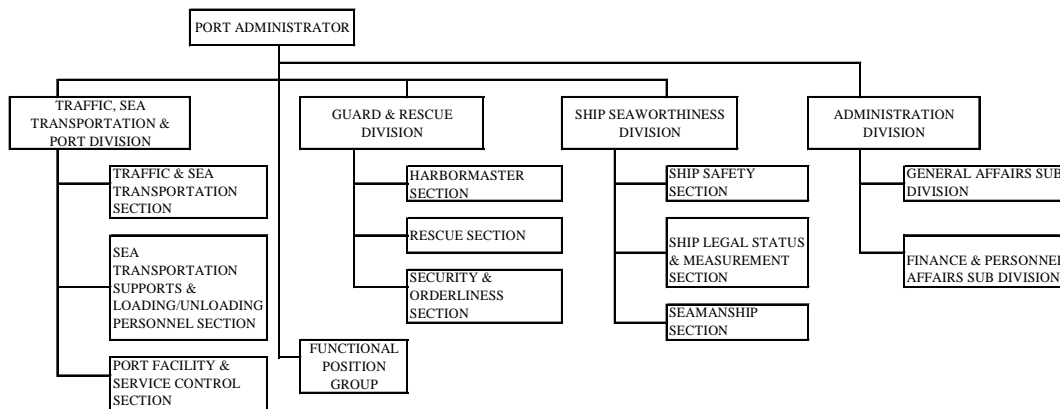 PORT ADMINISTRATOR
TRAFFIC, SEA
TRANSPORTATION &
PORT DIVISION
GUARD & RESCUE
DIVISION
SHIP SEAWORTHINESS
DIVISION
ADMINISTRATION
DIVISION
TRAFFIC & SEA
TRANSPORTATION
SECTION
SEA
TRANSPORTATION
SUPPORTS &
LOADING/UNLOADING
PERSONNEL SECTION
PORT FACILITY &
SERVICE CONTROL
SECTION
HARBORMASTER
SECTION
RESCUE SECTION
SECURITY &
ORDERLINESS
SECTION
FUNCTIONAL
POSITION
GROUP
SHIP SAFETY
SECTION
SHIP LEGAL STATUS
& MEASUREMENT
SECTION
SEAMANSHIP
SECTION
GENERAL AFFAIRS SUB
DIVISION
FINANCE & PERSONNEL
AFFAIRS SUB DIVISION